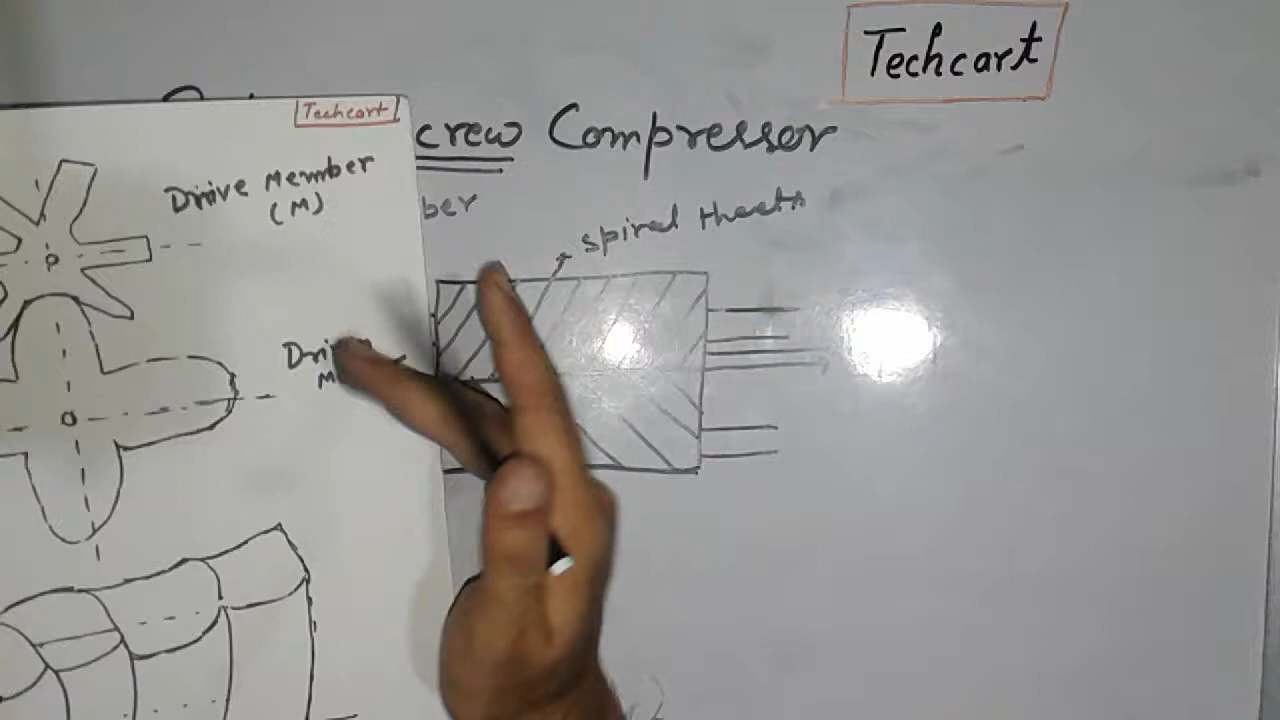 Techcart
Techcart
crew Compressor
Drive Member
(M)
ber
spiral theeth
P
O